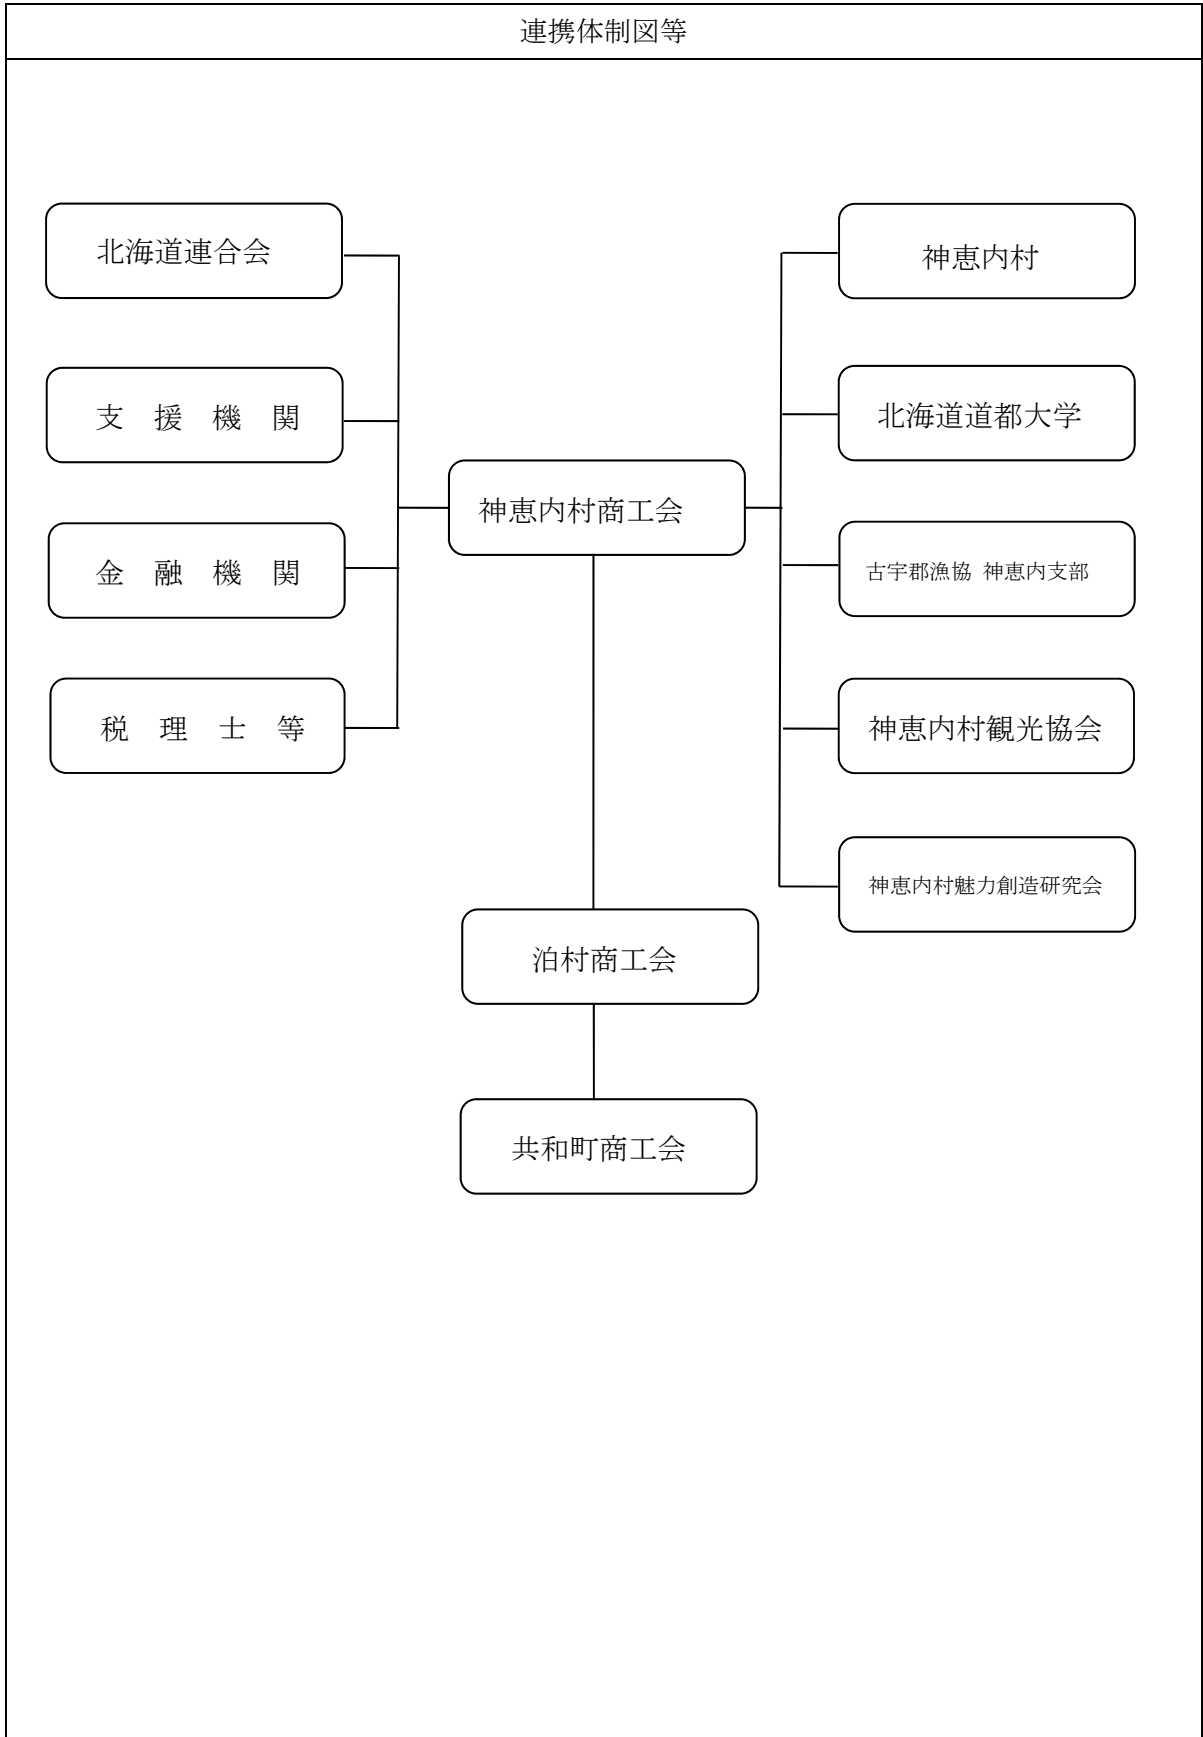 連携体制図等
北海道連合会
支　援　機　関
金　融　機　関
税　理　士　等
神恵内村商工会
神恵内村
北海道道都大学
古宇郡漁協 神恵内支部
神恵内村観光協会
神恵内村魅力創造研究会
泊村商工会
共和町商工会